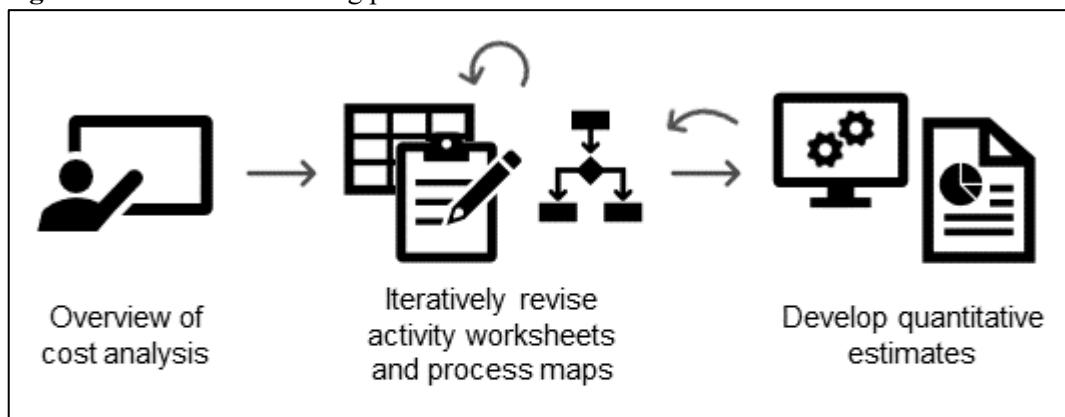 Overview of
cost analysis
Iteratively revise
activity worksheets
and process maps
Develop quantitative
estimates